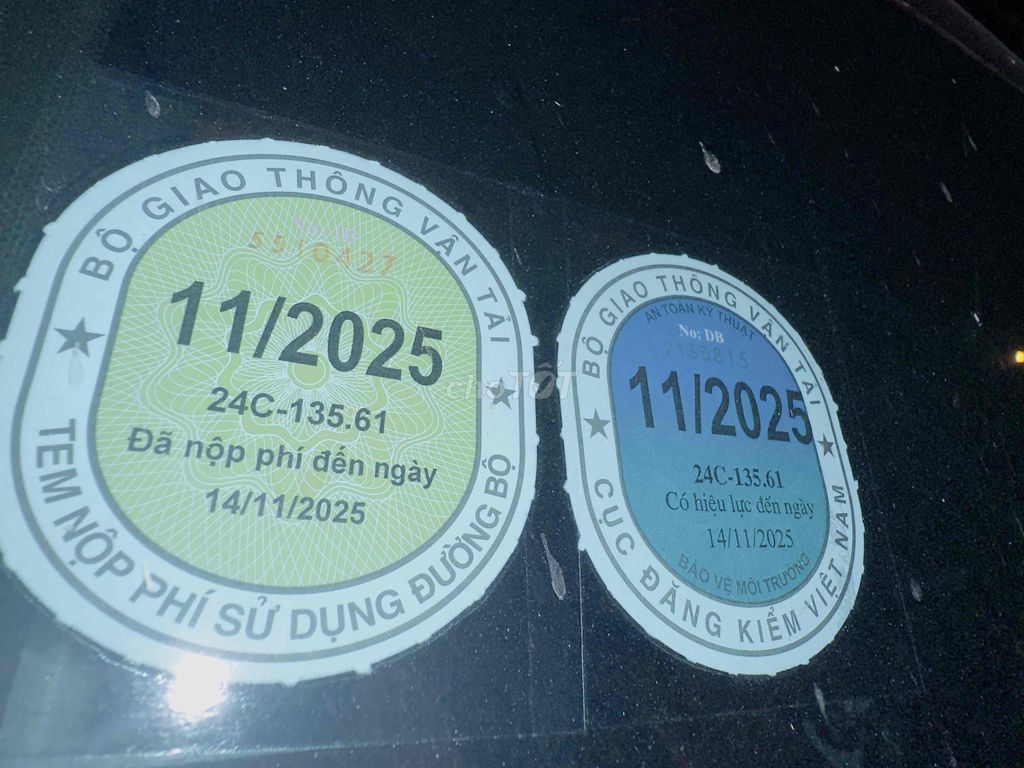 BỘ GIAO THÔNG VẬN TẢI
5510427
11/2025
24C-135.61
Đã nộp phí đến ngày
14/11/2025
TEM NỘP PHÍ SỬ DỤNG ĐƯỜNG BỘ
BỘ GIAO THÔNG VẬN TẢI
AN TOÀN KỸ THUẬT
No: DB
2133815
11/2025
24C-135.61
Có hiệu lực đến ngày
14/11/2025
BẢO VỆ MÔI TRƯỜNG
CỤC ĐĂNG KIỂM VIỆT NAM
chợTỐT